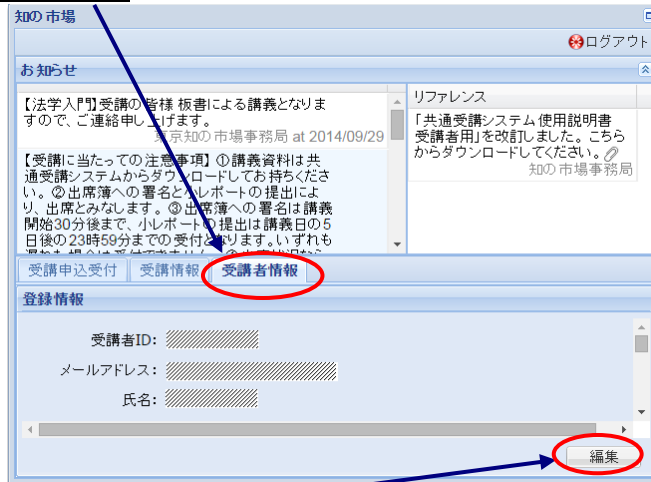 知の市場
ログアウト
お知らせ
【法学入門】受講の皆様 板書による講義となりま
すので、ご連絡申し上げます。
東京知の市場事務局 at 2014/09/29
【受講に当たっての注意事項】①講義資料は共
通受講システムからダウンロードしてお持ちくださ
い。②出席簿への署名と小レポートの提出によ
り、出席とみなします。③出席簿への署名は講義
開始30分後まで、小レポートの提出は講義日の5
日後の23時59分までの受付となります。いずれも
リファレンス
「共通受講システム使用説明書
受講者用」を改訂しました。こちら
からダウンロードしてください。
知の市場事務局
受講申込受付 受講情報 受講者情報
登録情報
受講者ID:
メールアドレス:
氏名:
編集